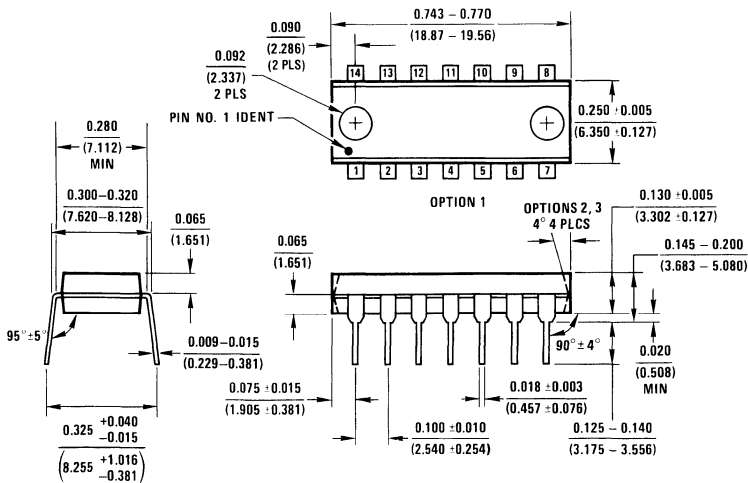 0.743 – 0.770
(18.87 – 19.56)
0.090
(2.286)
(2 PLS)
0.092
(2.337)
2 PLS
14 13 12 11 10 9 8
PIN NO. 1 IDENT
0.250 ±0.005
(6.350 ±0.127)
1 2 3 4 5 6 7
OPTION 1
0.280
(7.112)
MIN
0.300–0.320
(7.620–8.128)
0.065
(1.651)
95°±5°
0.009–0.015
(0.229–0.381)
0.325 +0.040
–0.015
(8.255 +1.016
–0.381)
0.065
(1.651)
OPTIONS 2, 3
4° 4 PLCS
0.130 ±0.005
(3.302 ±0.127)
0.145 – 0.200
(3.683 – 5.080)
90°±4°
0.020
(0.508)
MIN
0.075 ±0.015
(1.905 ±0.381)
0.018 ±0.003
(0.457 ±0.076)
0.100 ±0.010
(2.540 ±0.254)
0.125 – 0.140
(3.175 – 3.556)